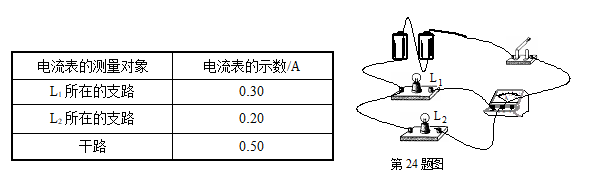 电流表的测量对象 电流表的示数/A
L1所在的支路 0.30
L2所在的支路 0.20
干路 0.50
L1
L2
第24题图